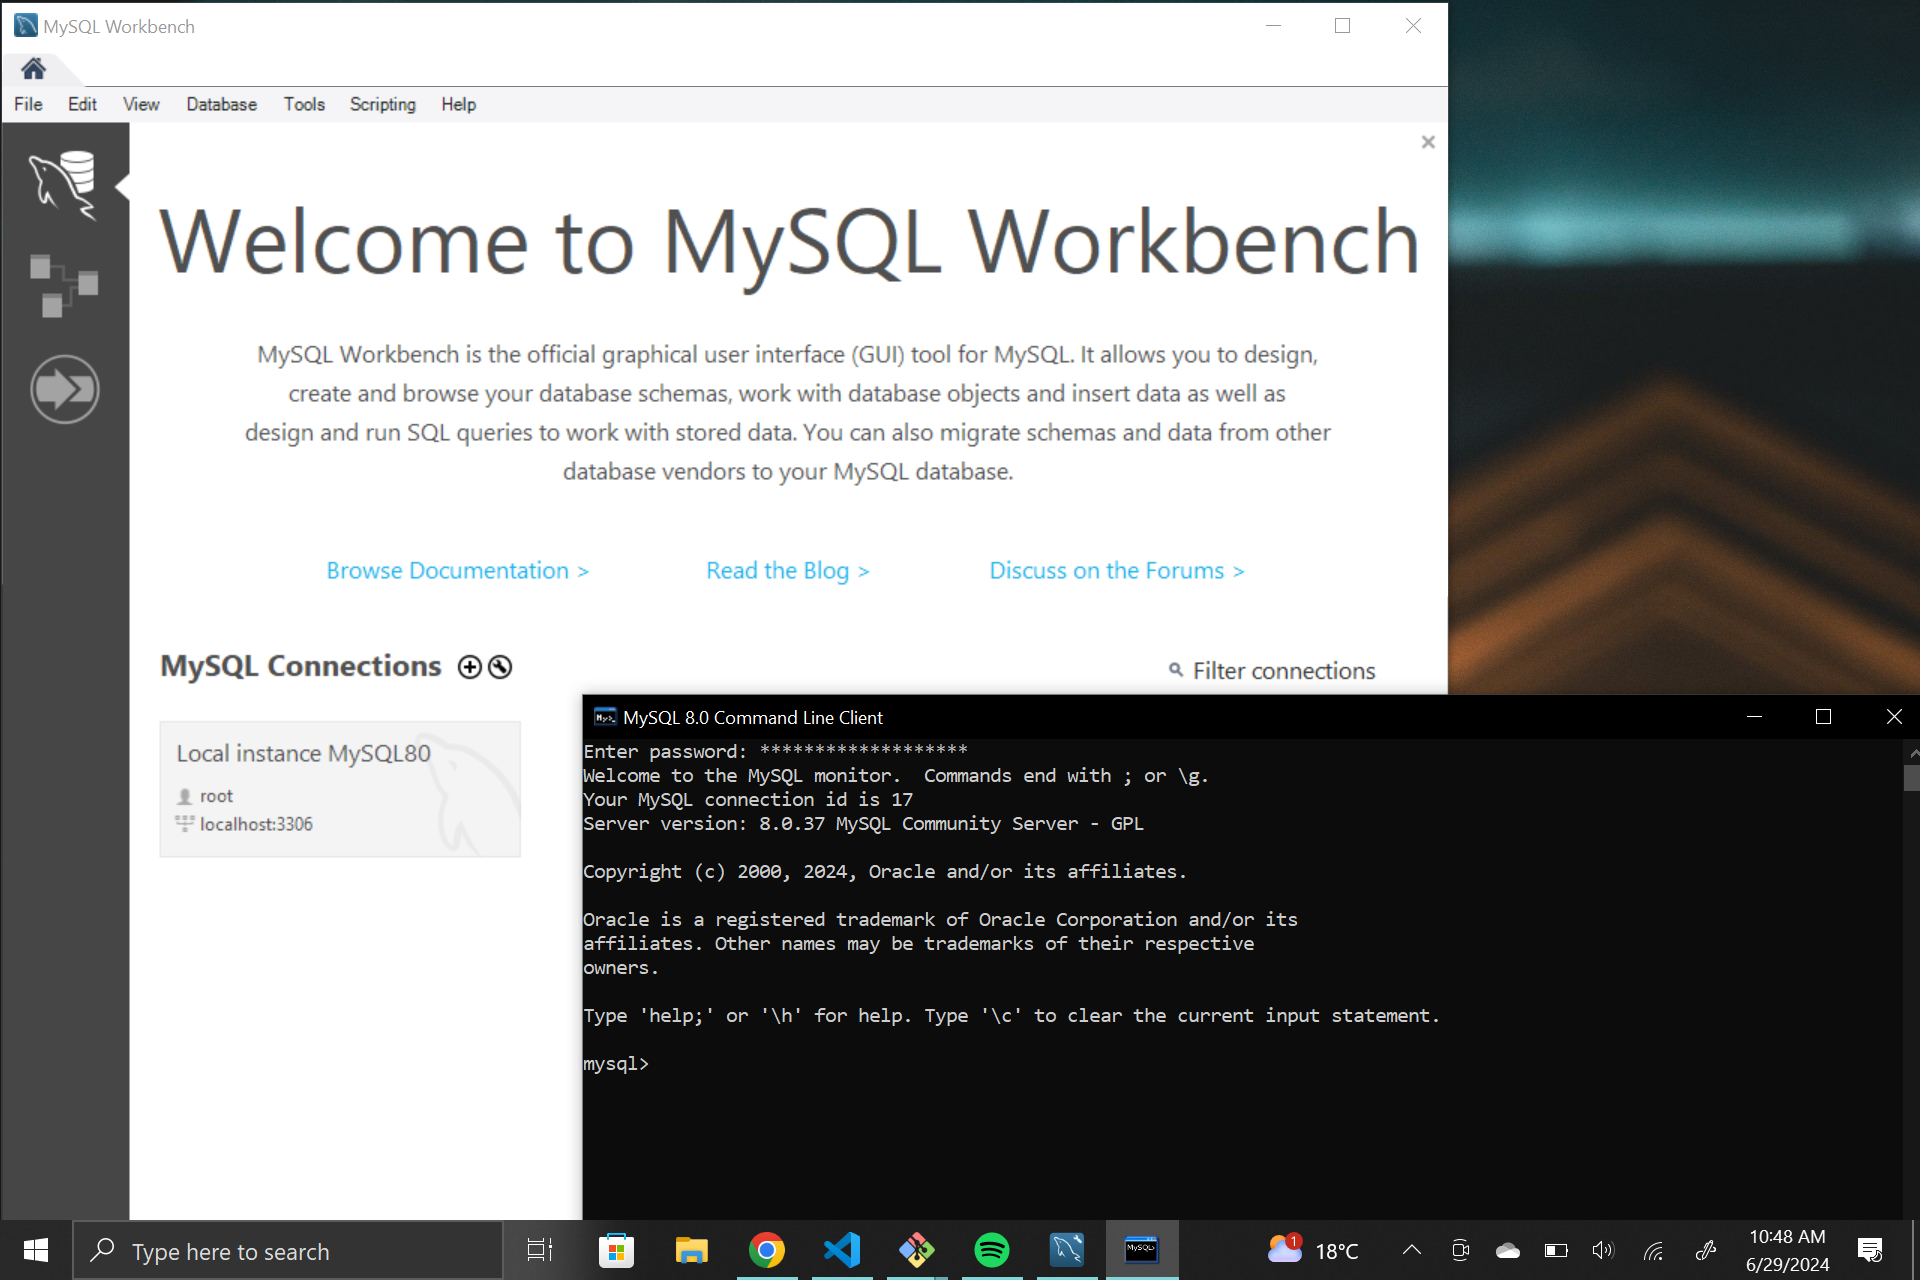 MySQL Workbench
File Edit View Database Tools Scripting Help
Welcome to MySQL Workbench
MySQL Workbench is the official graphical user interface (GUI) tool for MySQL. It allows you to design,
create and browse your database schemas, work with database objects and insert data as well as
design and run SQL queries to work with stored data. You can also migrate schemas and data from other
database vendors to your MySQL database.
Browse Documentation > Read the Blog > Discuss on the Forums >
MySQL Connections
Filter connections
Local instance MySQL80
root
localhost:3306
MySQL 8.0 Command Line Client
Enter password: *******************
Welcome to the MySQL monitor.  Commands end with ; or \g.
Your MySQL connection id is 17
Server version: 8.0.37 MySQL Community Server - GPL
Copyright (c) 2000, 2024, Oracle and/or its affiliates.
Oracle is a registered trademark of Oracle Corporation and/or its
affiliates. Other names may be trademarks of their respective
owners.
Type 'help;' or '\h' for help. Type '\c' to clear the current input statement.
mysql>
Type here to search
MySQL>
1
18°C
10:48 AM
6/29/2024